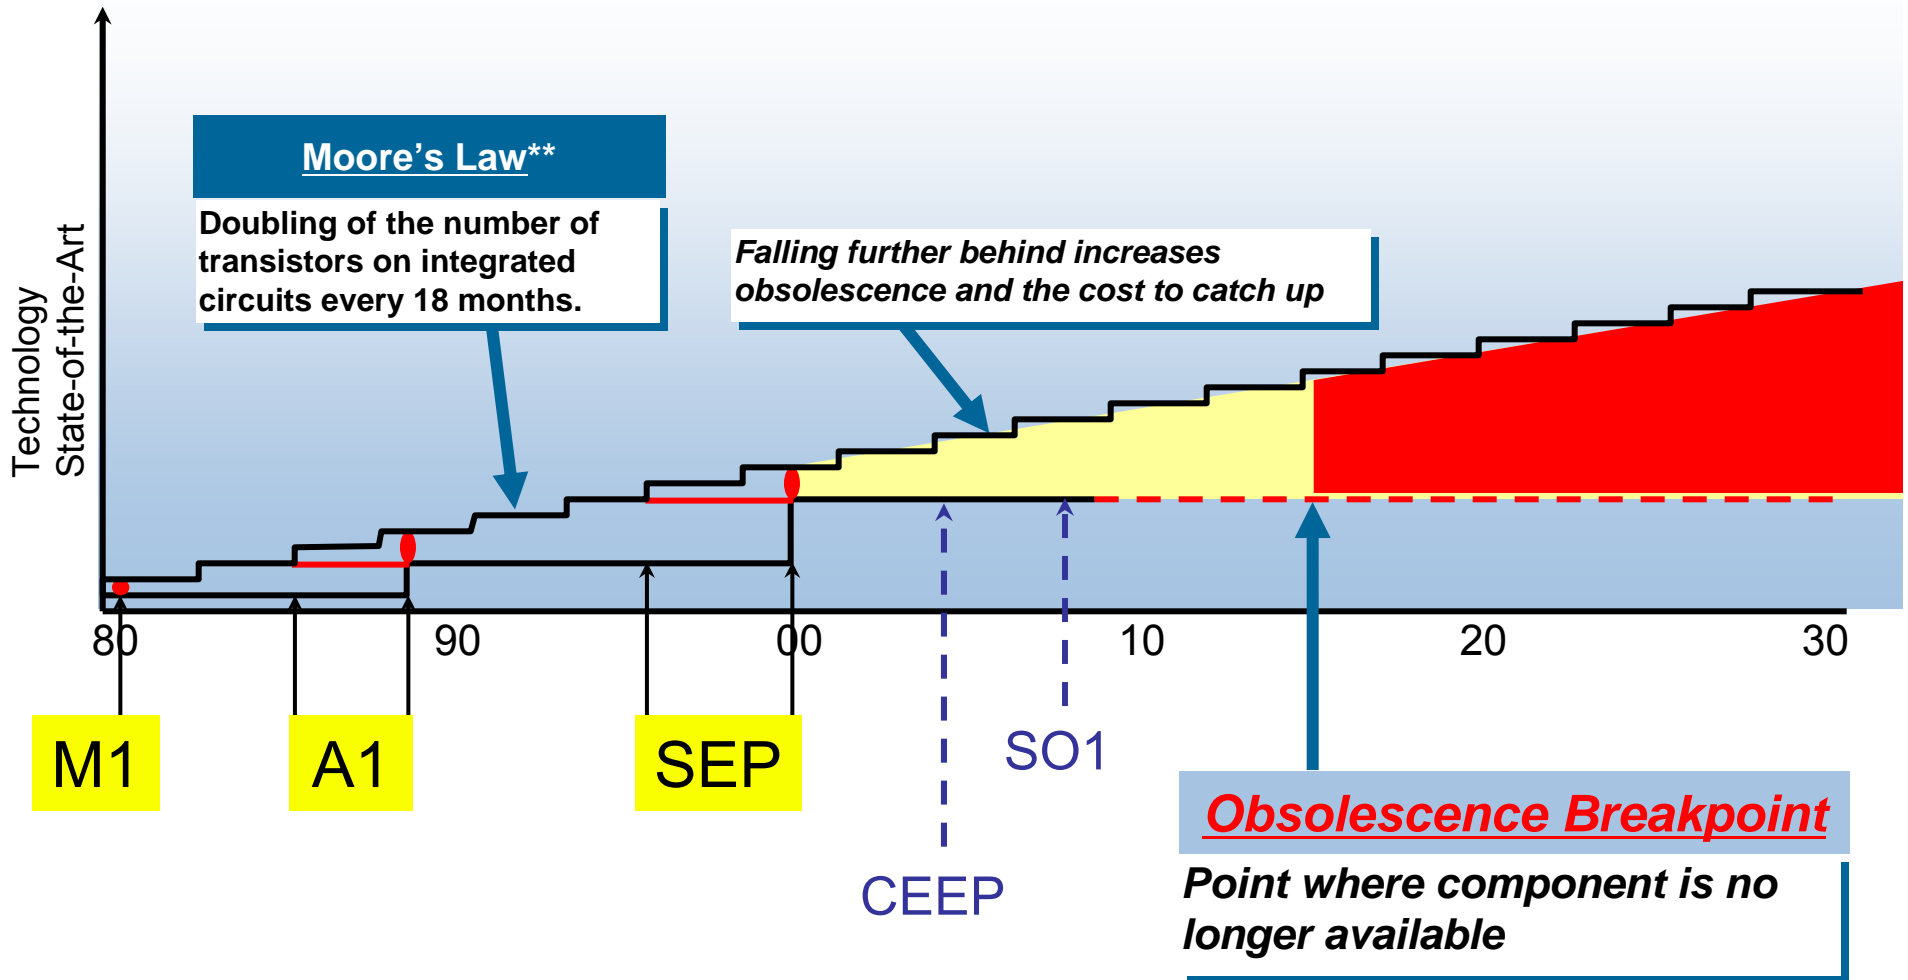 Moore's Law**
Doubling of the number of
transistors on integrated
circuits every 18 months.
Falling further behind increases
obsolescence and the cost to catch up
Technology
State-of-the-Art
80 90 00 10 20 30
M1 A1 SEP SO1
CEEP
Obsolescence Breakpoint
Point where component is no
longer available